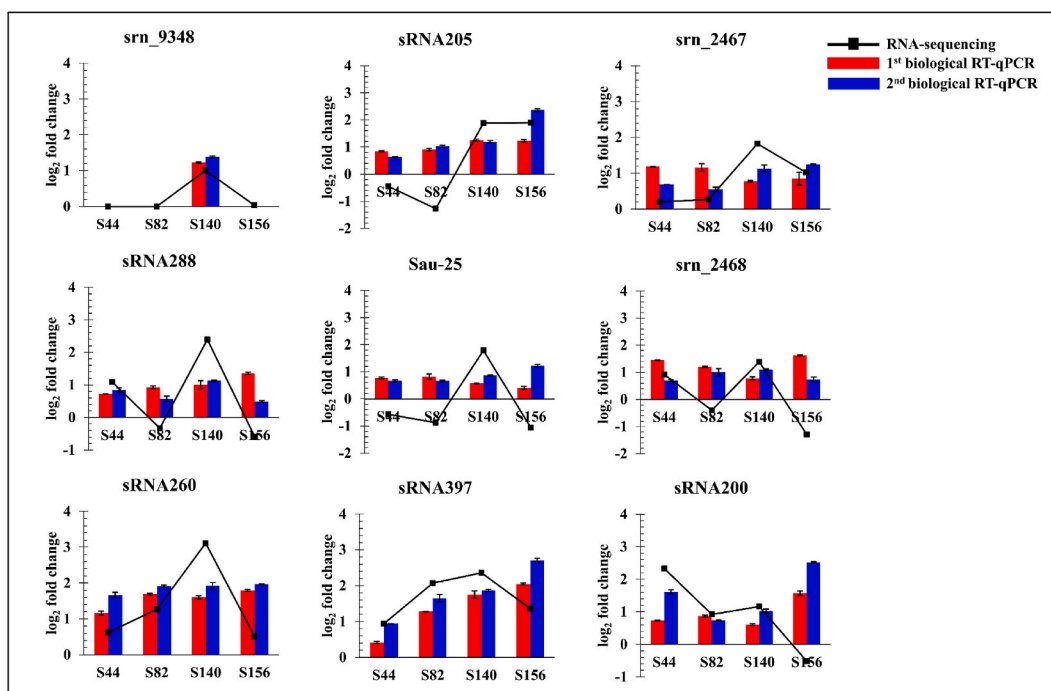 srn_9348
sRNA205
srn_2467
RNA-sequencing
1st biological RT-qPCR
2nd biological RT-qPCR
log2 fold change
4
3
2
1
0
S44 S82 S140 S156
log2 fold change
4
3
2
1
0
-1
-2
S44 S82 S140 S156
log2 fold change
4
3
2
1
0
S44 S82 S140 S156
sRNA288
Sau-25
srn_2468
log2 fold change
4
3
2
1
0
-1
S44 S82 S140 S156
log2 fold change
4
3
2
1
0
-1
-2
S44 S82 S140 S156
log2 fold change
4
3
2
1
0
-1
-2
S44 S82 S140 S156
sRNA260
sRNA397
sRNA200
log2 fold change
4
3
2
1
0
S44 S82 S140 S156
log2 fold change
4
3
2
1
0
S44 S82 S140 S156
log2 fold change
4
3
2
1
0
-1
S44 S82 S140 S156